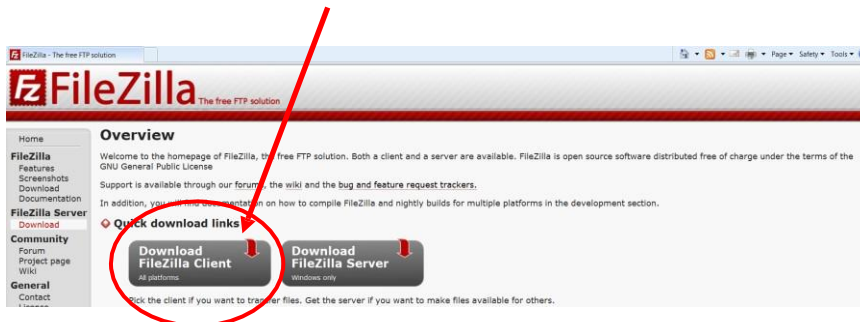 FileZilla - The free FTP solution
Page Safety Tools
FileZilla The free FTP solution
Home
FileZilla
Features
Screenshots
Download
Documentation
FileZilla Server
Download
Community
Forum
Project page
Wiki
General
Contact
License
Overview
Welcome to the homepage of FileZilla, the free FTP solution. Both a client and a server are available. FileZilla is open source software distributed free of charge under the terms of the
GNU General Public License
Support is available through our forums, the wiki and the bug and feature request trackers.
In addition, you will find documentation on how to compile FileZilla and nightly builds for multiple platforms in the development section.
Quick download links
Download
FileZilla Client
All platforms
Download
FileZilla Server
Windows only
Pick the client if you want to transfer files. Get the server if you want to make files available for others.